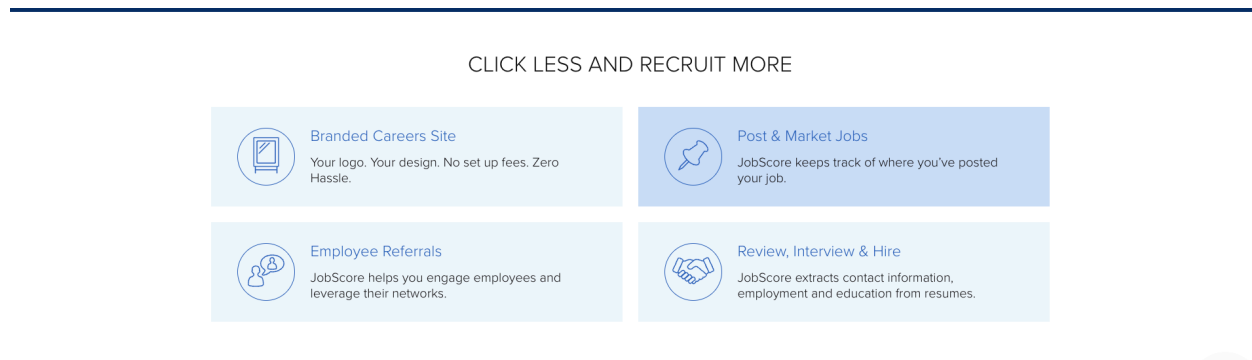 CLICK LESS AND RECRUIT MORE
Branded Careers Site
Your logo. Your design. No set up fees. Zero
Hassle.
Post & Market Jobs
JobScore keeps track of where you’ve posted
your job.
Employee Referrals
JobScore helps you engage employees and
leverage their networks.
Review, Interview & Hire
JobScore extracts contact information,
employment and education from resumes.